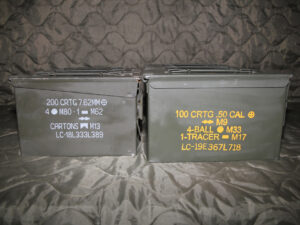 200 CRTG 7.62MM ⊕
4 ● M80 · 1 M62
CARTONS M13
LC-18L333L389
100 CRTG .50 CAL ⊕
M9
4-BALL ● M33
1-TRACER M17
LC-19E367L718